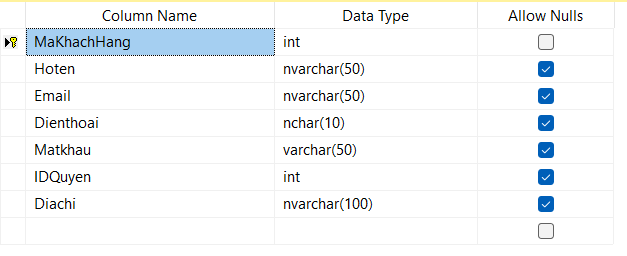 Column Name Data Type Allow Nulls
MaKhachHang int
Hoten nvarchar(50)
Email nvarchar(50)
Dienthoai nchar(10)
Matkhau varchar(50)
IDQuyen int
Diachi nvarchar(100)